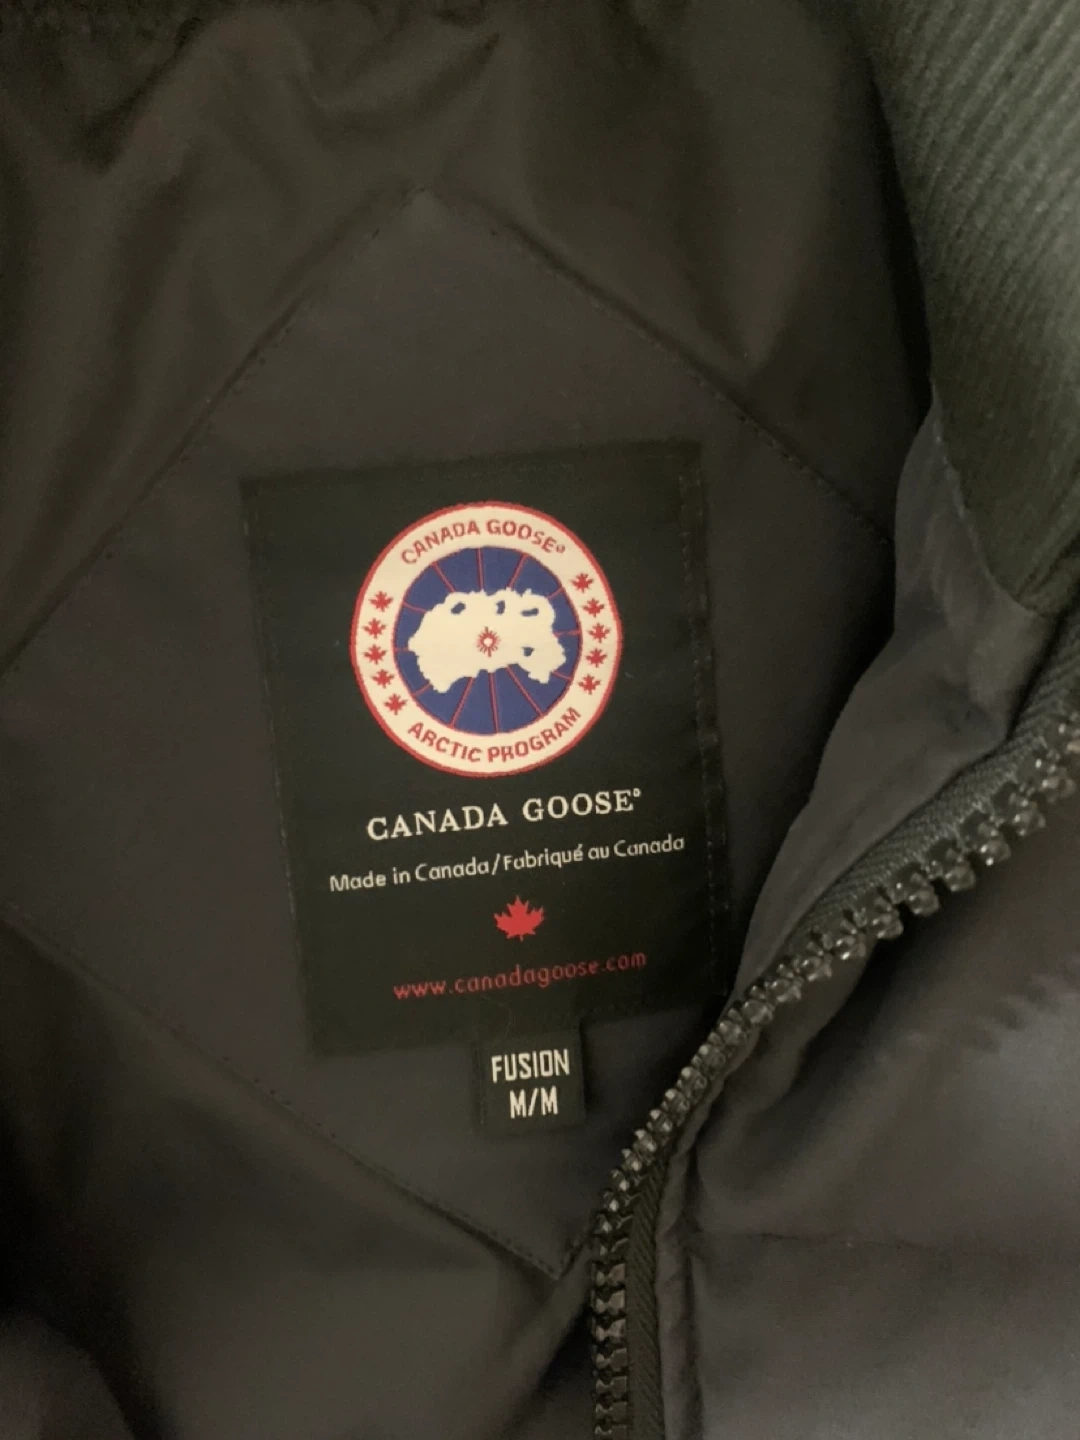 CANADA GOOSE®
ARCTIC PROGRAM
CANADA GOOSE®
Made in Canada/Fabriqué au Canada
www.canadagoose.com
FUSION
M/M